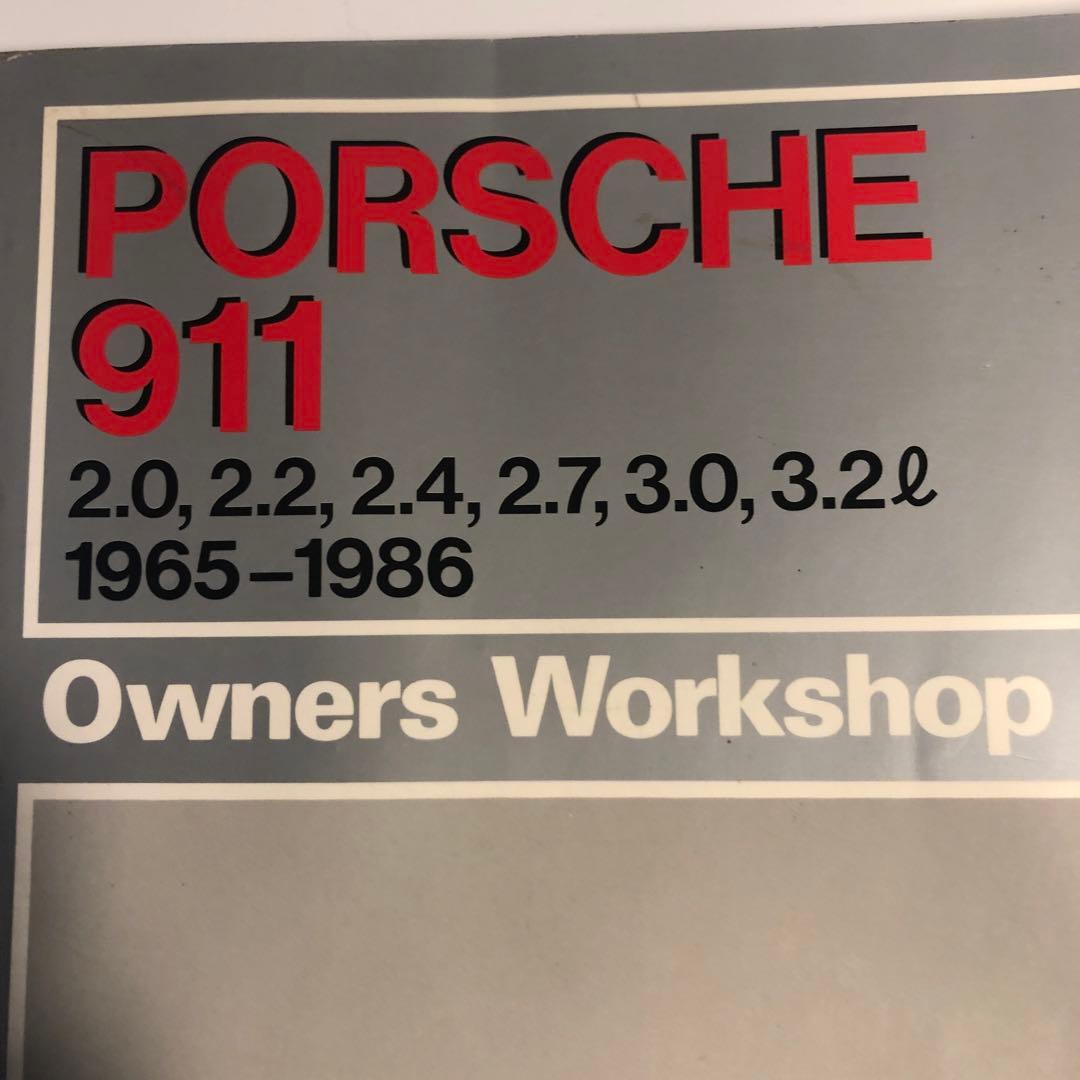 PORSCHE
911
2.0, 2.2, 2.4, 2.7, 3.0, 3.2ℓ
1965–1986
Owners Workshop